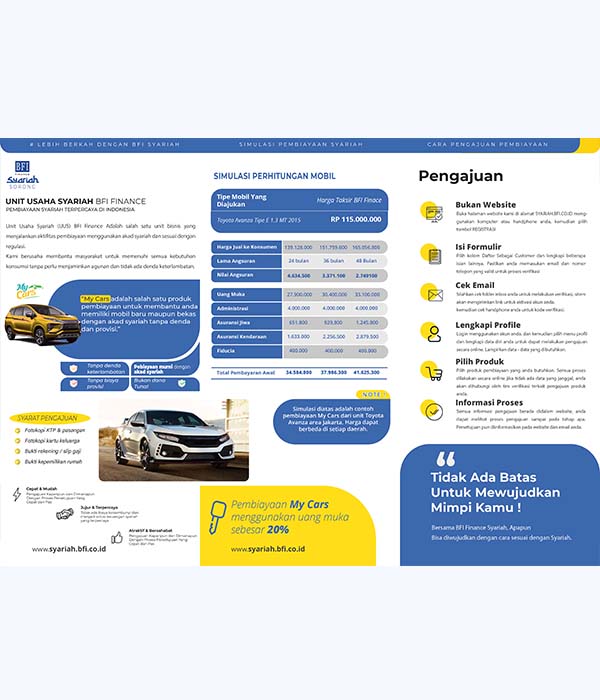 # LEBIH BERKAH DENGAN BFI SYARIAH
BFI
FINANCE
Syariah
SORONG
UNIT USAHA SYARIAH BFI FINANCE
PEMBIAYAAN SYARIAH TERPERCAYA DI INDONESIA
Unit Usaha Syariah (UUS) BFI Finance Adalah salah satu unit bisnis yang
menjalankan aktifitas pembiayaan menggunakan akad syariah dan sesuai dengan
regulasi.
Kami berusaha membantu masyarakat untuk memenuhi semua kebutuhan
konsumsi tanpa perlu menjaminkan agunan dan tidak ada denda keterlambatan.
My Cars
"My Cars adalah salah satu produk
pembiayaan untuk membantu anda
memiliki mobil baru maupun bekas
dengan akad syariah tanpa denda
dan provisi."
Tanpa denda
keterlambatan
Pebiayaan murni dengan
akad syariah
Tanpa biaya
provisi
Bukan dana
Tunai
SYARAT PENGAJUAN
Fotokopi KTP & pasangan
Fotokopi kartu keluarga
Bukti rekening / slip gaji
Bukti kepemilikan rumah
Cepat & Mudah
Jujur & Terpercaya
Atraktif & Bersahabat
www.syariah.bfi.co.id
SIMULASI PEMBIAYAAN SYARIAH
SIMULASI PERHITUNGAN MOBIL
Tipe Mobil Yang
Diajukan
Harga Taksir BFI Finace
Toyota Avanza Tipe E 1.3 MT 2015
RP 115.000.000
Harga Jual ke Konsumen 139.128.000 151.759.600 165.056.800
Lama Angsuran 24 bulan 36 bulan 48 Bulan
Nilai Angsuran 4.634.500 3.371.100 2.749100
Uang Muka 27.900.000 30.400.000 33.100.000
Administrasi 4.000.000 4.000.000 4.000.000
Asuransi Jiwa 651.800 929.800 1.245.800
Asuransi Kendaraan 1.633.000 2.256.500 2.879.500
Fiducia 400.000 400.000 400.000
Total Pembayaran Awal 34.584.800 37.986.300 41.625.300
NOTE
Simulasi diatas adalah contoh
pembiayaan My Cars dari unit Toyota
Avanza area Jakarta. Harga dapat
berbeda di setiap daerah.
Pembiayaan My Cars
menggunakan uang muka
sebesar 20%
www.syariah.bfi.co.id
CARA PENGAJUAN PEMBIAYAAN
Pengajuan
Bukan Website
Buka halaman website kami di alamat SYARIAH.BFI.CO.ID meng-
gunakan komputer atau handphone anda, kemudian pilih
tombol REGISTRASI
Isi Formulir
Pilih kolom Daftar Sebagai Customer dan lengkapi beberapa
isian lainya. Pastikan anda memasukan email dan nomor
telepon yang valid untuk proses verifikasi
Cek Email
Silahkan cek folder inbox anda untuk melakukan verifikasi, sistem
akan mengirimkan link untuk aktivasi akun anda.
kemudian cek handphone anda untuk kode verifikasi.
Lengkapi Profile
Login menggunakan akun anda, dan kemudian pilih menu profil
dan lengkapi data diri anda untuk dapat melakukan pengajuan
secara online. Lampirkan data - data yang dibutuhkan.
Pilih Produk
Pilih produk pembiayaan yang anda butuhkan. Semua proses
dilakukan secara online jika tidak ada data yang janggal, anda
akan dihubungi oleh tim verifikasi terkait pengajuan produk
anda.
Informasi Proses
Semua informasi pengajuan berada didalam website, anda
dapat melihat proses pengajuan sampai pada tahap apa.
Persetujuan pun diinformasikan pada website dan email anda.
Tidak Ada Batas
Untuk Mewujudkan
Mimpi Kamu !
Bersama BFI Finance Syariah, Apapun
Bisa diwujudkan dengan cara sesuai dengan Syariah.